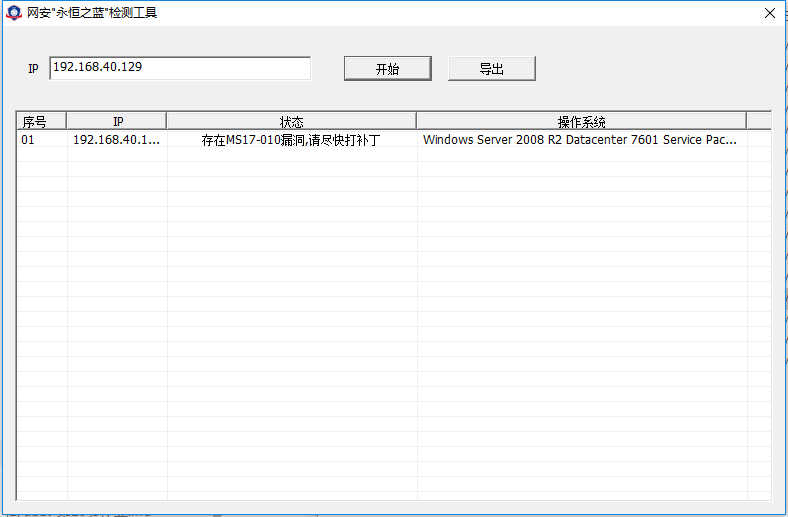 网安"永恒之蓝"检测工具
IP 192.168.40.129 开始 导出
序号 IP 状态 操作系统
01 192.168.40.1... 存在MS17-010漏洞,请尽快打补丁 Windows Server 2008 R2 Datacenter 7601 Service Pac...